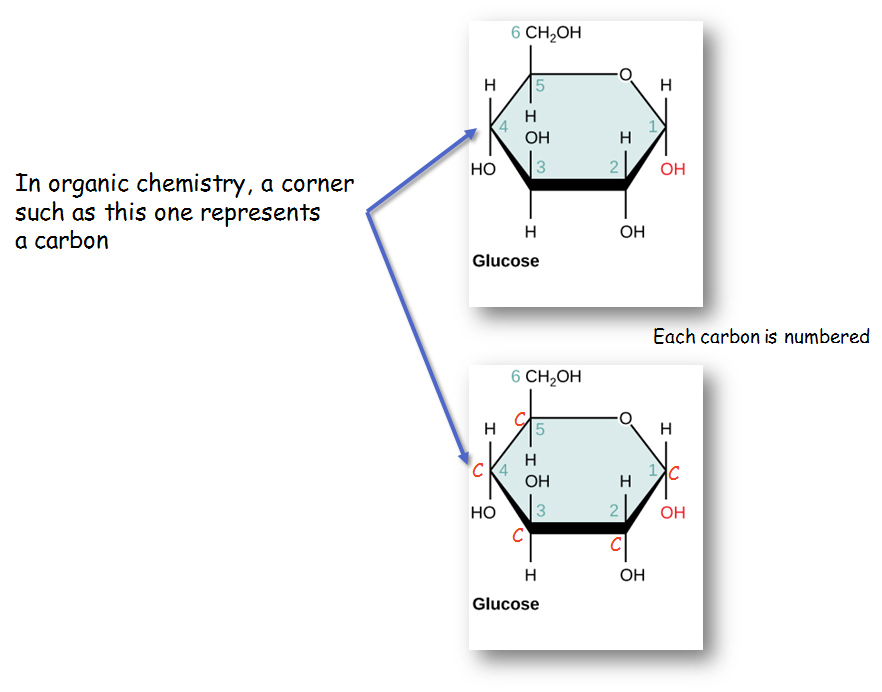 In organic chemistry, a corner
such as this one represents
a carbon
6 CH₂OH
O
H
5
H
H
4
OH
H
1
HO
3
2
OH
H
OH
Glucose
Each carbon is numbered
6 CH₂OH
C
O
H
5
H
H
C
4
OH
H
1
C
HO
3
2
OH
C
C
H
OH
Glucose